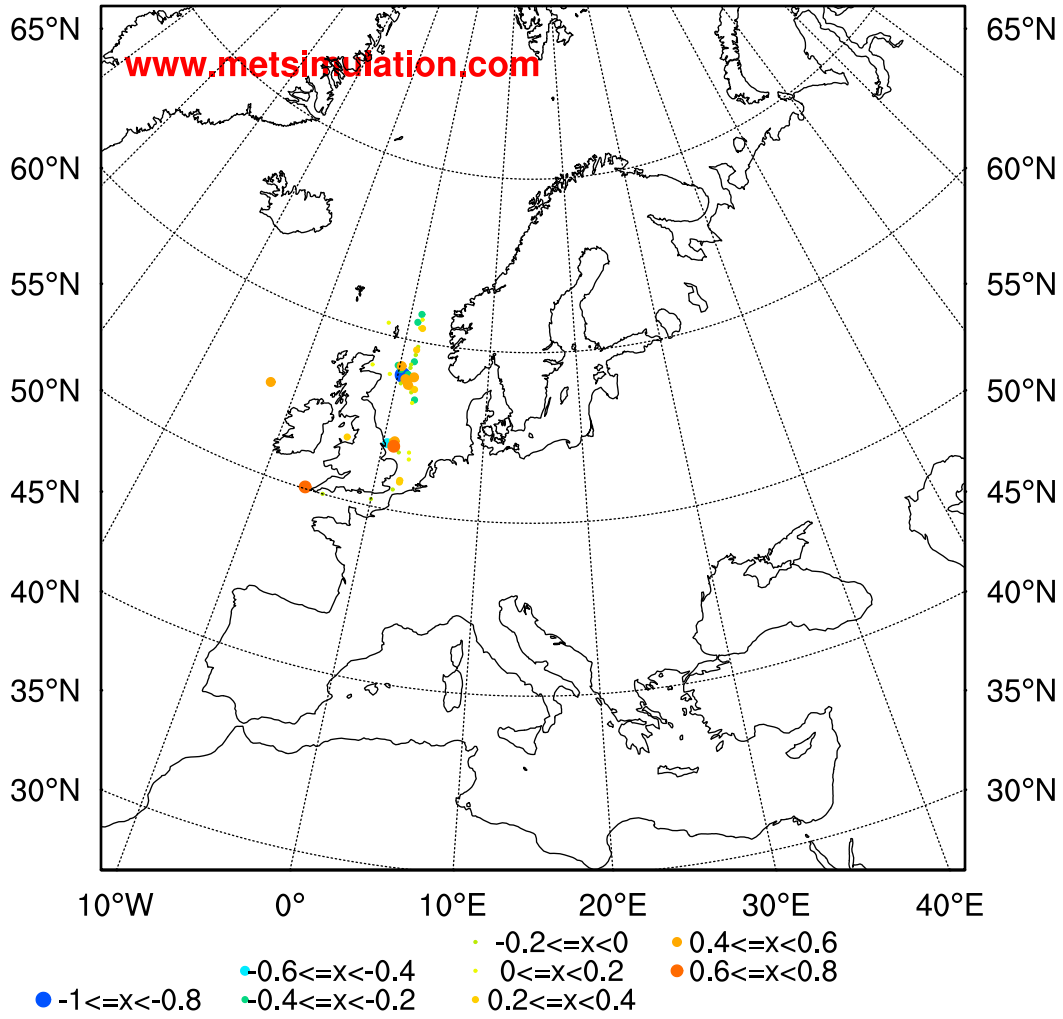 65°N 65°N
www.metsimulation.com
60°N 60°N
55°N 55°N
50°N 50°N
45°N 45°N
40°N 40°N
35°N 35°N
30°N 30°N
10°W 0° 10°E 20°E 30°E 40°E
-0.2<=x<0 0.4<=x<0.6
-0.6<=x<-0.4 0<=x<0.2 0.6<=x<0.8
-1<=x<-0.8 -0.4<=x<-0.2 0.2<=x<0.4